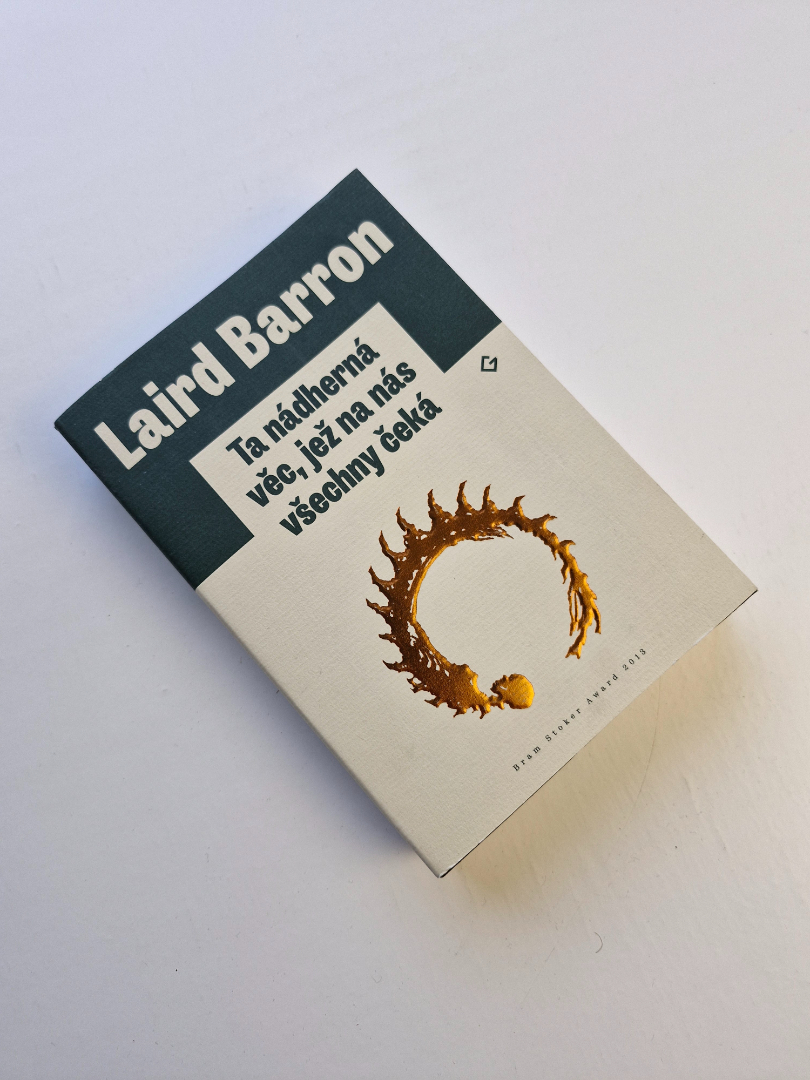 Laird Barron
Ta nádherná
věc, jež na nás
všechny čeká
Bram Stoker Award 2013